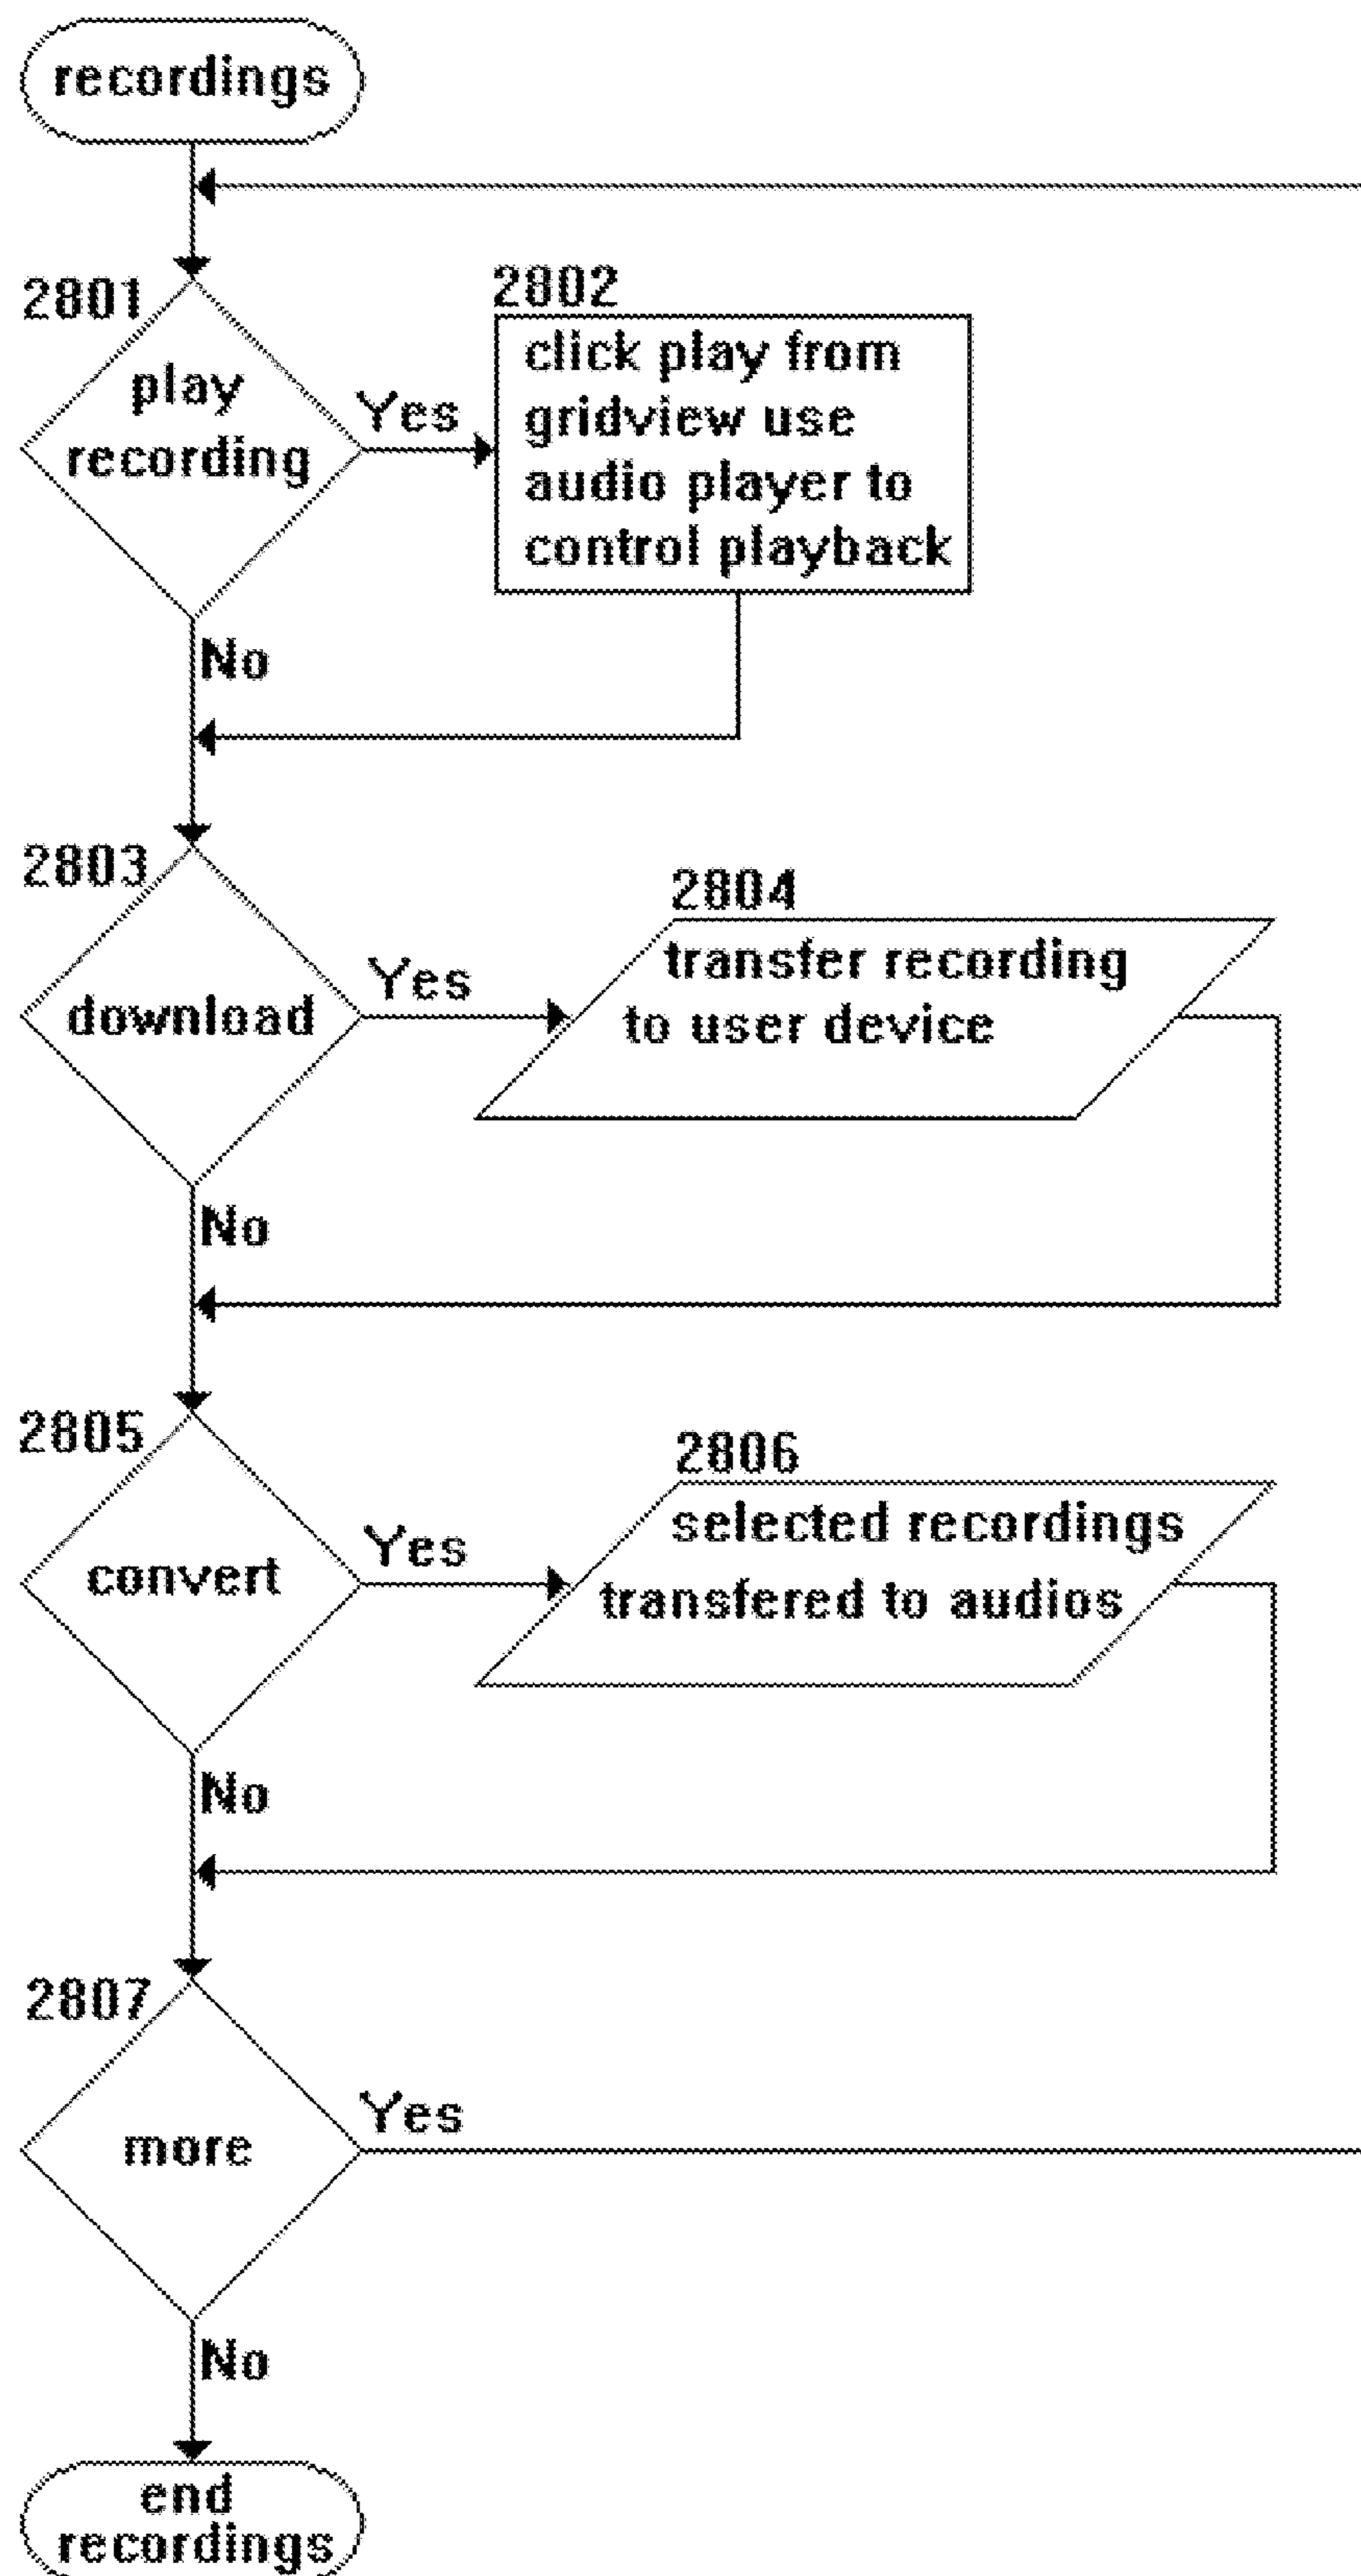 recordings
2801
play
recording
Yes
2802
click play from
gridview use
audio player to
control playback
No
2803
download
Yes
2804
transfer recording
to user device
No
2805
convert
Yes
2806
selected recordings
transfered to audios
No
2807
more
Yes
No
end
recordings